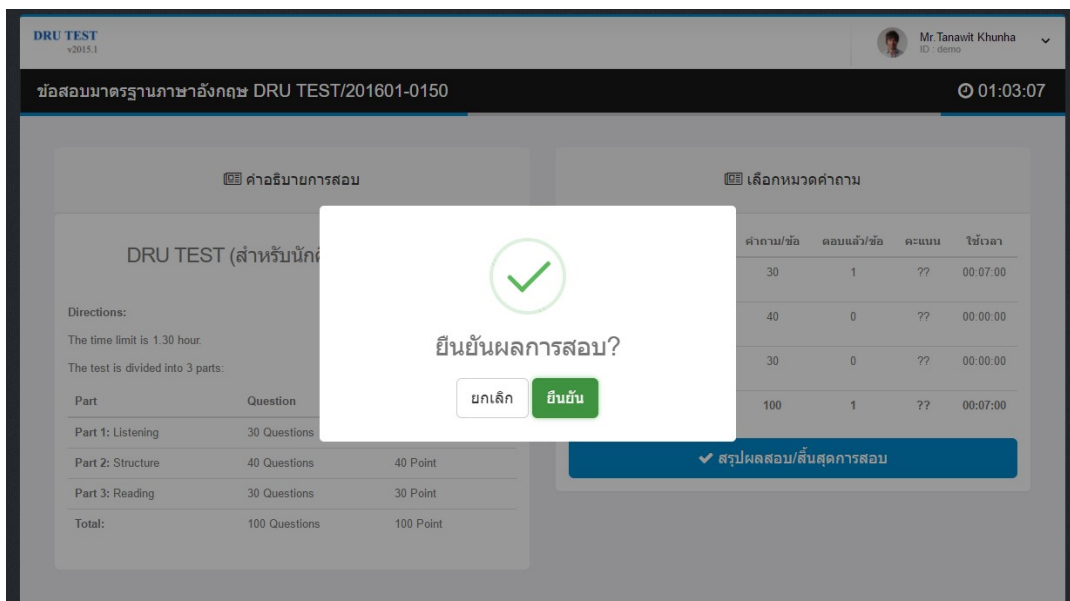 DRU TEST
v2015.1
Mr.Tanawit Khunha
ID : demo
ข้อสอบมาตรฐานภาษาอังกฤษ DRU TEST/201601-0150
01:03:07
คำอธิบายการสอบ
DRU TEST (สำหรับนัก
Directions:
The time limit is 1.30 hour.
The test is divided into 3 parts:
Part Question
Part 1: Listening 30 Questions
Part 2: Structure 40 Questions 40 Point
Part 3: Reading 30 Questions 30 Point
Total: 100 Questions 100 Point
เลือกหมวดคำถาม
คำถาม/ข้อ ตอบแล้ว/ข้อ คะแนน ใช้เวลา
30 1 ?? 00:07:00
40 0 ?? 00:00:00
30 0 ?? 00:00:00
100 1 ?? 00:07:00
สรุปผลสอบ/สิ้นสุดการสอบ
ยืนยันผลการสอบ?
ยกเลิก ยืนยัน